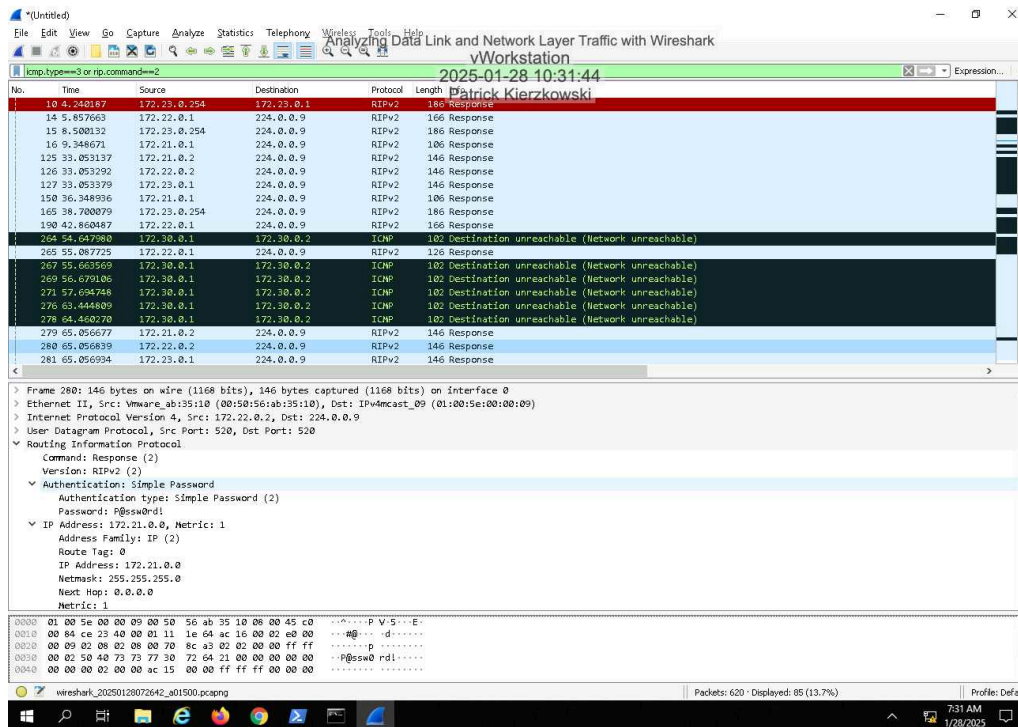 *(Untitled)
File Edit View Go Capture Analyze Statistics Telephony Wireless Tools Help
Analyzing Data Link and Network Layer Traffic with Wireshark
vWorkstation
2025-01-28 10:31:44
Patrick Kierzkowski
icmp.type==3 or rip.command==2 Expression...
No. Time Source Destination Protocol Length Info
10 4.240187 172.23.0.254 172.23.0.1 RIPv2 186 Response
14 5.857663 172.22.0.1 224.0.0.9 RIPv2 166 Response
15 8.500132 172.23.0.254 224.0.0.9 RIPv2 186 Response
16 9.348671 172.21.0.1 224.0.0.9 RIPv2 106 Response
125 33.053137 172.21.0.2 224.0.0.9 RIPv2 146 Response
126 33.053292 172.22.0.2 224.0.0.9 RIPv2 146 Response
127 33.053379 172.23.0.1 224.0.0.9 RIPv2 146 Response
150 36.348936 172.21.0.1 224.0.0.9 RIPv2 106 Response
165 38.700079 172.23.0.254 224.0.0.9 RIPv2 186 Response
190 42.860487 172.22.0.1 224.0.0.9 RIPv2 166 Response
264 54.647980 172.30.0.1 172.30.0.2 ICMP 102 Destination unreachable (Network unreachable)
265 55.087725 172.22.0.1 224.0.0.9 RIPv2 126 Response
267 55.663569 172.30.0.1 172.30.0.2 ICMP 102 Destination unreachable (Network unreachable)
269 56.679106 172.30.0.1 172.30.0.2 ICMP 102 Destination unreachable (Network unreachable)
271 57.694748 172.30.0.1 172.30.0.2 ICMP 102 Destination unreachable (Network unreachable)
276 63.444809 172.30.0.1 172.30.0.2 ICMP 102 Destination unreachable (Network unreachable)
278 64.460270 172.30.0.1 172.30.0.2 ICMP 102 Destination unreachable (Network unreachable)
279 65.056677 172.21.0.2 224.0.0.9 RIPv2 146 Response
280 65.056839 172.22.0.2 224.0.0.9 RIPv2 146 Response
281 65.056934 172.23.0.1 224.0.0.9 RIPv2 146 Response
> Frame 280: 146 bytes on wire (1168 bits), 146 bytes captured (1168 bits) on interface 0
> Ethernet II, Src: Vmware_ab:35:10 (00:50:56:ab:35:10), Dst: IPv4mcast_09 (01:00:5e:00:00:09)
> Internet Protocol Version 4, Src: 172.22.0.2, Dst: 224.0.0.9
> User Datagram Protocol, Src Port: 520, Dst Port: 520
Routing Information Protocol
Command: Response (2)
Version: RIPv2 (2)
Authentication: Simple Password
Authentication type: Simple Password (2)
Password: P@ssw0rd!
IP Address: 172.21.0.0, Metric: 1
Address Family: IP (2)
Route Tag: 0
IP Address: 172.21.0.0
Netmask: 255.255.255.0
Next Hop: 0.0.0.0
Metric: 1
0000 01 00 5e 00 00 09 00 50 56 ab 35 10 08 00 45 c0 ··^····P V·5···E·
0010 00 84 ce 23 40 00 01 11 1e 64 ac 16 00 02 e0 00 ···#@··· ·d······
0020 00 09 02 08 02 08 00 70 8c a3 02 02 00 00 ff ff ·······p ········
0030 00 02 50 40 73 73 77 30 72 64 21 00 00 00 00 00 ··P@ssw0 rd!·····
0040 00 00 00 02 00 00 ac 15 00 00 ff ff ff 00 00 00 ········ ········
wireshark_20250128072642_a01500.pcapng Packets: 620 · Displayed: 85 (13.7%) Profile: Defa
7:31 AM
1/28/2025